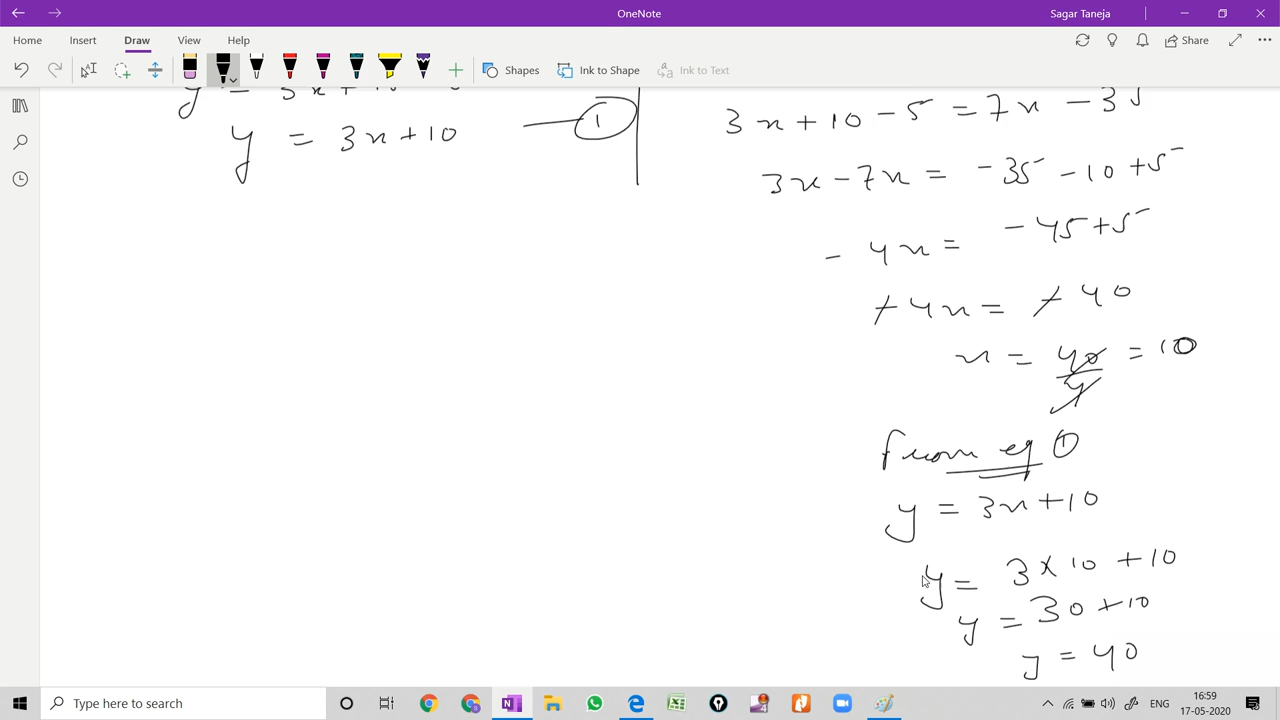 OneNote
Sagar Taneja
Home Insert Draw View Help
Share
Shapes
Ink to Shape
Ink to Text
y = 3x+10 — ①
3x+10-5=7x-35
3x-7x = -35-10+5
-4x= -45+5
-4x= -40
x = 40/4 = 10
from eq ①
y = 3x+10
y = 3x10+10
y = 30+10
y = 40
Type here to search
ENG
16:59
17-05-2020